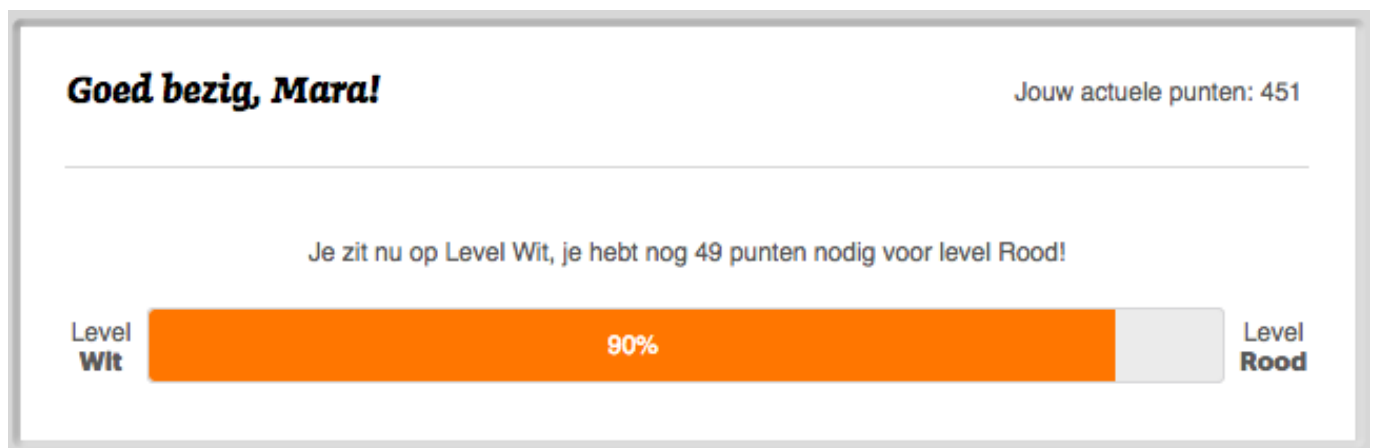 Goed bezig, Mara!
Jouw actuele punten: 451
Je zit nu op Level Wit, je hebt nog 49 punten nodig voor level Rood!
Level
Wit
90%
Level
Rood